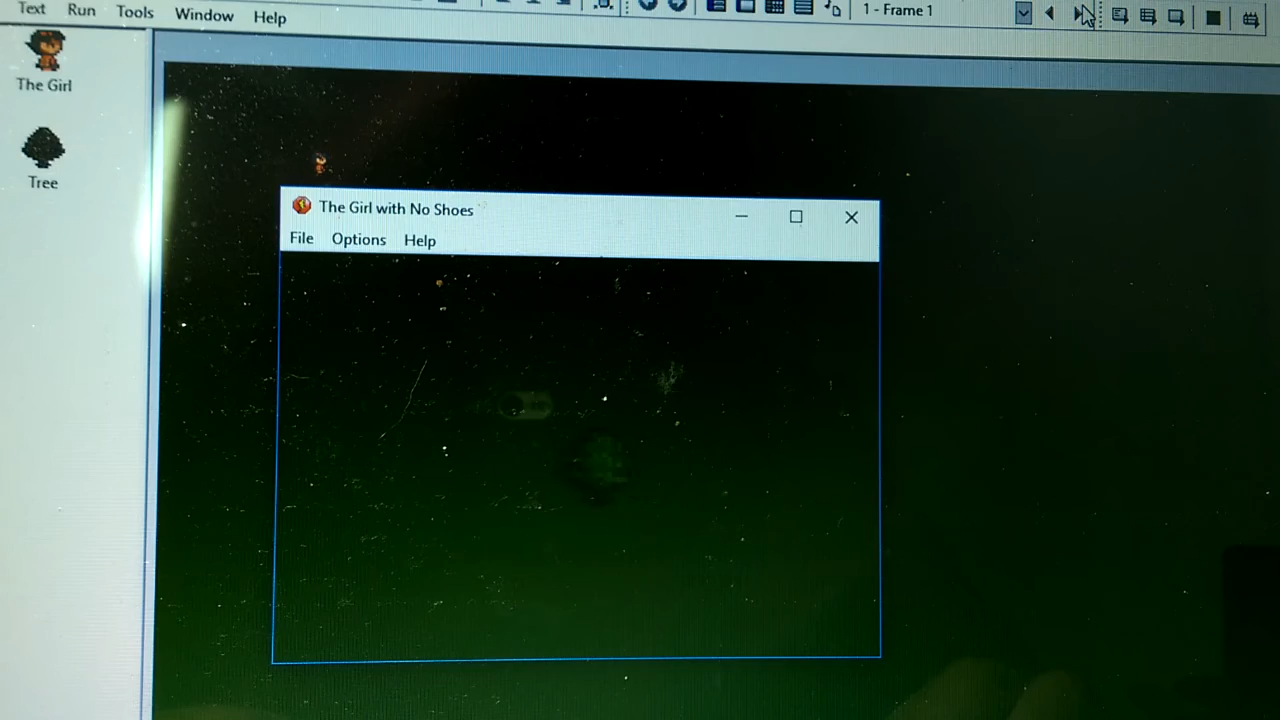 Text Run Tools Window Help
1 - Frame 1
The Girl
Tree
The Girl with No Shoes
File Options Help